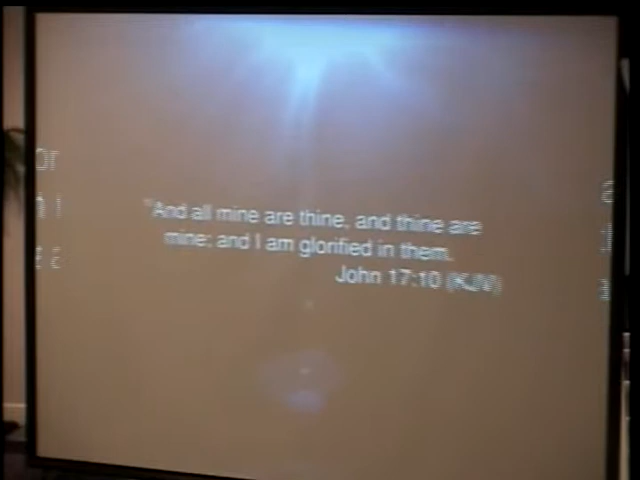 "And all mine are thine, and thine are
mine; and I am glorified in them.
John 17:10 (KJV)